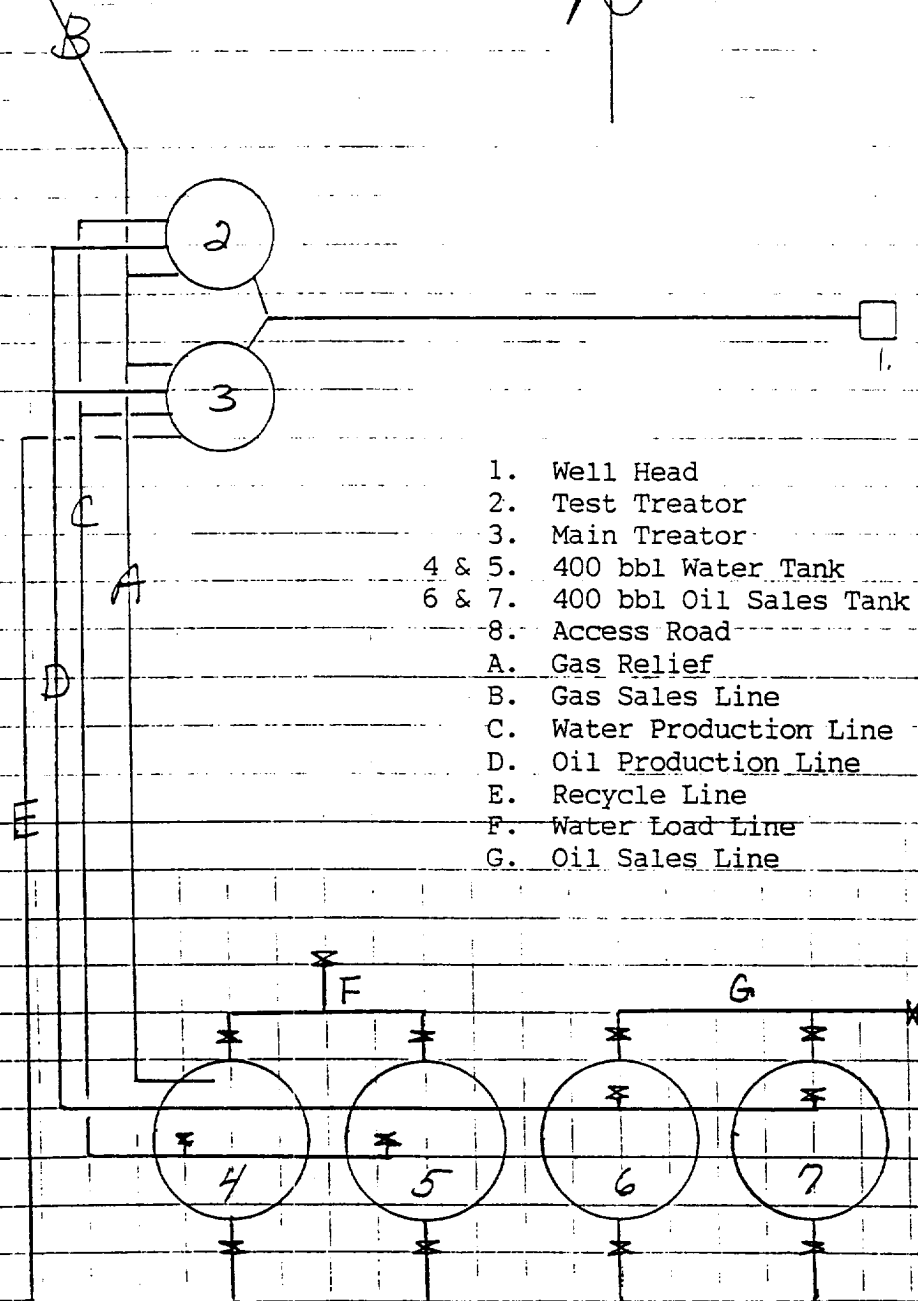 B
2
1.
3
1. Well Head
2. Test Treator
3. Main Treator
4 & 5. 400 bbl Water Tank
6 & 7. 400 bbl Oil Sales Tank
8. Access Road
A. Gas Relief
B. Gas Sales Line
C. Water Production Line
D. Oil Production Line
E. Recycle Line
F. Water Load Line
G. Oil Sales Line
C
A
D
E
F
G
4
5
6
7